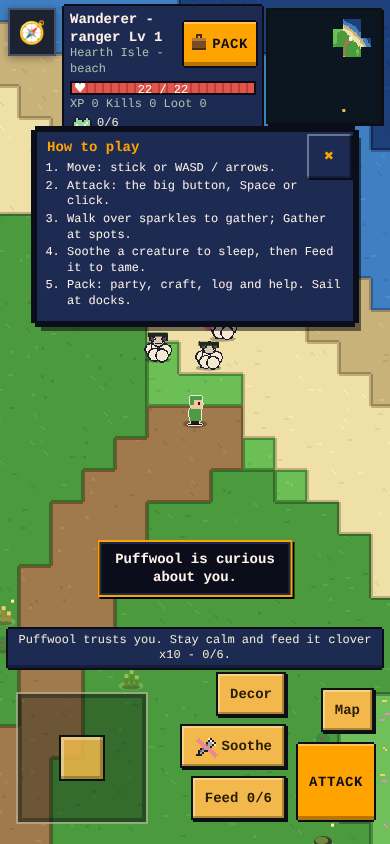 Wanderer -
ranger Lv 1
Hearth Isle -
beach
PACK
22 / 22
XP 0 Kills 0 Loot 0
0/6
How to play
×
1. Move: stick or WASD / arrows.
2. Attack: the big button, Space or
click.
3. Walk over sparkles to gather; Gather
at spots.
4. Soothe a creature to sleep, then Feed
it to tame.
5. Pack: party, craft, log and help. Sail
at docks.
Puffwool is curious
about you.
Puffwool trusts you. Stay calm and feed it clover
x10 - 0/6.
Decor
Map
Soothe
ATTACK
Feed 0/6